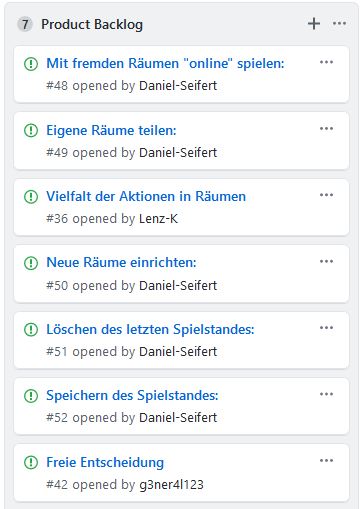 7 Product Backlog
Mit fremden Räumen "online" spielen:
#48 opened by Daniel-Seifert
Eigene Räume teilen:
#49 opened by Daniel-Seifert
Vielfalt der Aktionen in Räumen
#36 opened by Lenz-K
Neue Räume einrichten:
#50 opened by Daniel-Seifert
Löschen des letzten Spielstandes:
#51 opened by Daniel-Seifert
Speichern des Spielstandes:
#52 opened by Daniel-Seifert
Freie Entscheidung
#42 opened by g3ner4l123